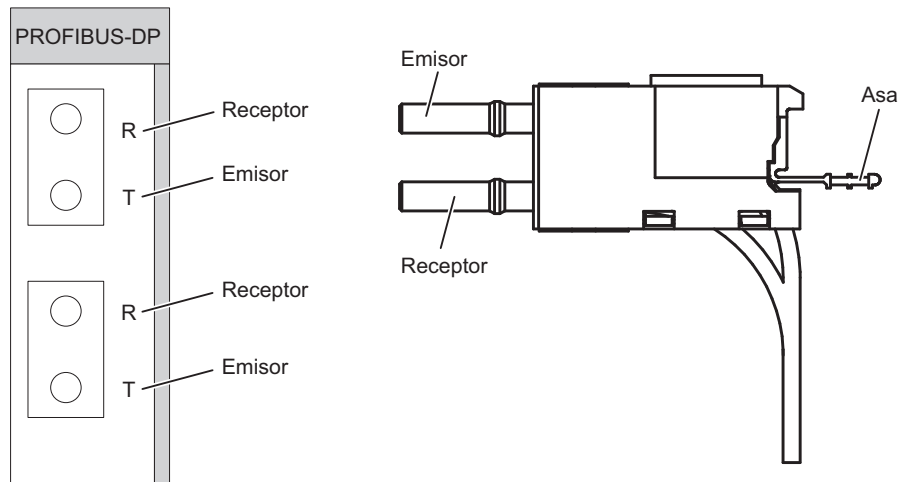 PROFIBUS-DP
R
Receptor
T
Emisor
R
Receptor
T
Emisor
Emisor
Receptor
Asa